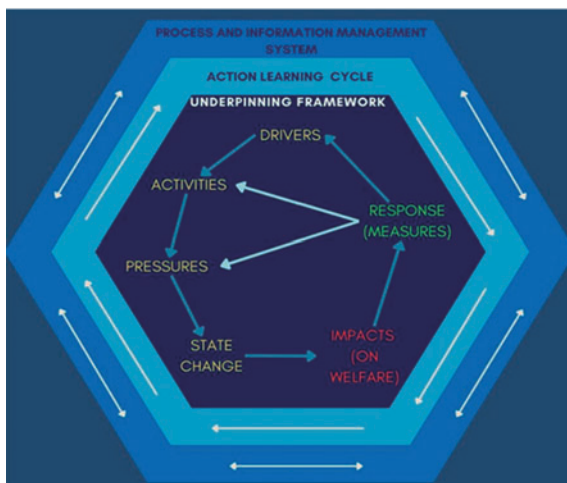 PROCESS AND INFORMATION MANAGEMENT
SYSTEM
ACTION LEARNING CYCLE
UNDERPINNING FRAMEWORK
DRIVERS
ACTIVITIES
RESPONSE
(MEASURES)
PRESSURES
STATE
CHANGE
IMPACTS
(ON
WELFARE)